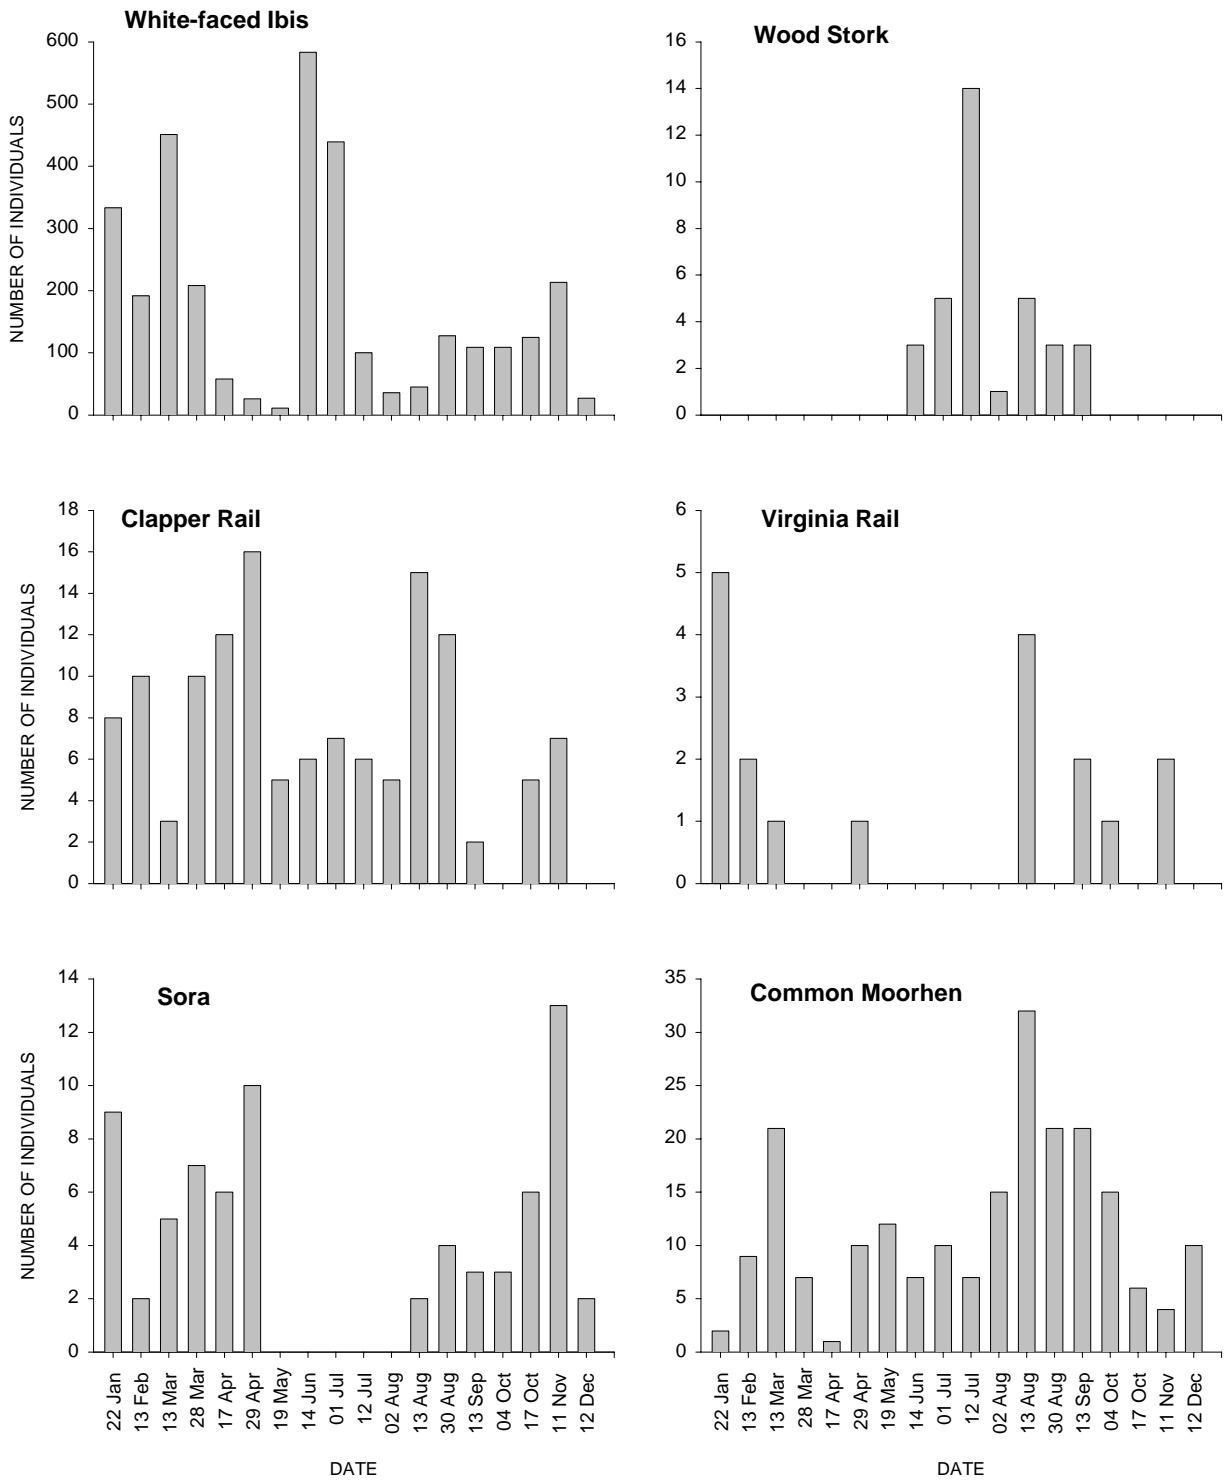 White-faced Ibis
NUMBER OF INDIVIDUALS
600
500
400
300
200
100
0
Wood Stork
16
14
12
10
8
6
4
2
0
Clapper Rail
NUMBER OF INDIVIDUALS
18
16
14
12
10
8
6
4
2
0
Virginia Rail
6
5
4
3
2
1
0
Sora
NUMBER OF INDIVIDUALS
14
12
10
8
6
4
2
0
22 Jan
13 Feb
13 Mar
28 Mar
17 Apr
29 Apr
19 May
14 Jun
01 Jul
12 Jul
02 Aug
13 Aug
30 Aug
13 Sep
04 Oct
17 Oct
11 Nov
12 Dec
DATE
Common Moorhen
35
30
25
20
15
10
5
0
22 Jan
13 Feb
13 Mar
28 Mar
17 Apr
29 Apr
19 May
14 Jun
01 Jul
12 Jul
02 Aug
13 Aug
30 Aug
13 Sep
04 Oct
17 Oct
11 Nov
12 Dec
DATE